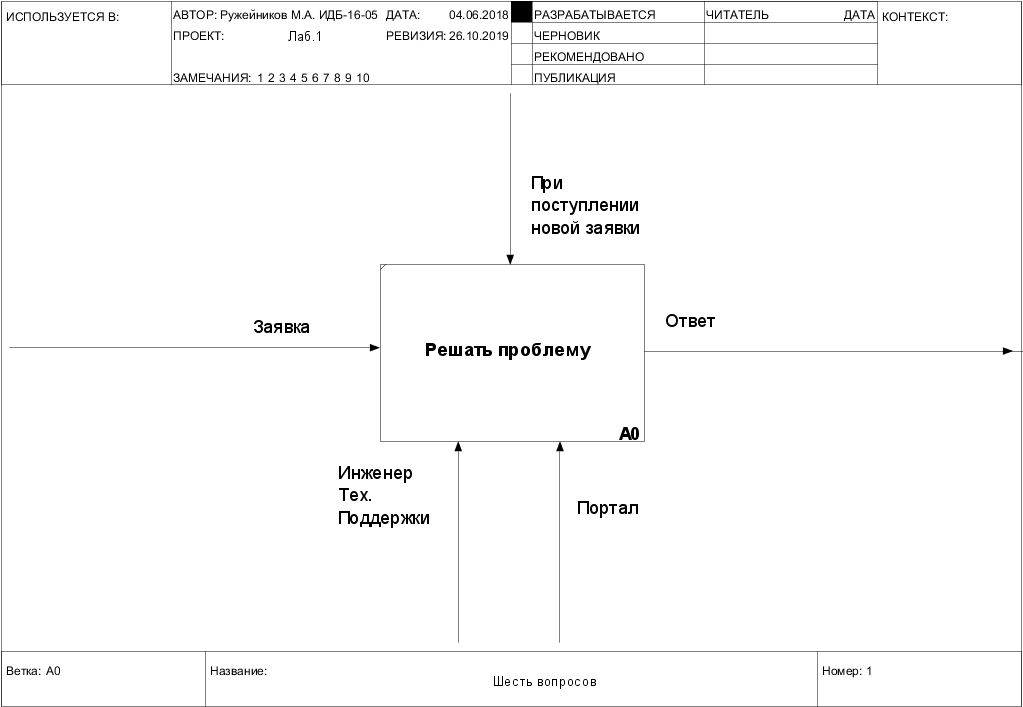 ИСПОЛЬЗУЕТСЯ В:
АВТОР: Ружейников М.А. ИДБ-16-05 ДАТА: 04.06.2018
РАЗРАБАТЫВАЕТСЯ
ЧИТАТЕЛЬ ДАТА
КОНТЕКСТ:
ПРОЕКТ: Лаб.1 РЕВИЗИЯ: 26.10.2019
ЧЕРНОВИК
РЕКОМЕНДОВАНО
ЗАМЕЧАНИЯ: 1 2 3 4 5 6 7 8 9 10
ПУБЛИКАЦИЯ
При
поступлении
новой заявки
Заявка
Ответ
Решать проблему
A0
Инженер
Тех.
Поддержки
Портал
Ветка: A0
Название:
Шесть вопросов
Номер: 1